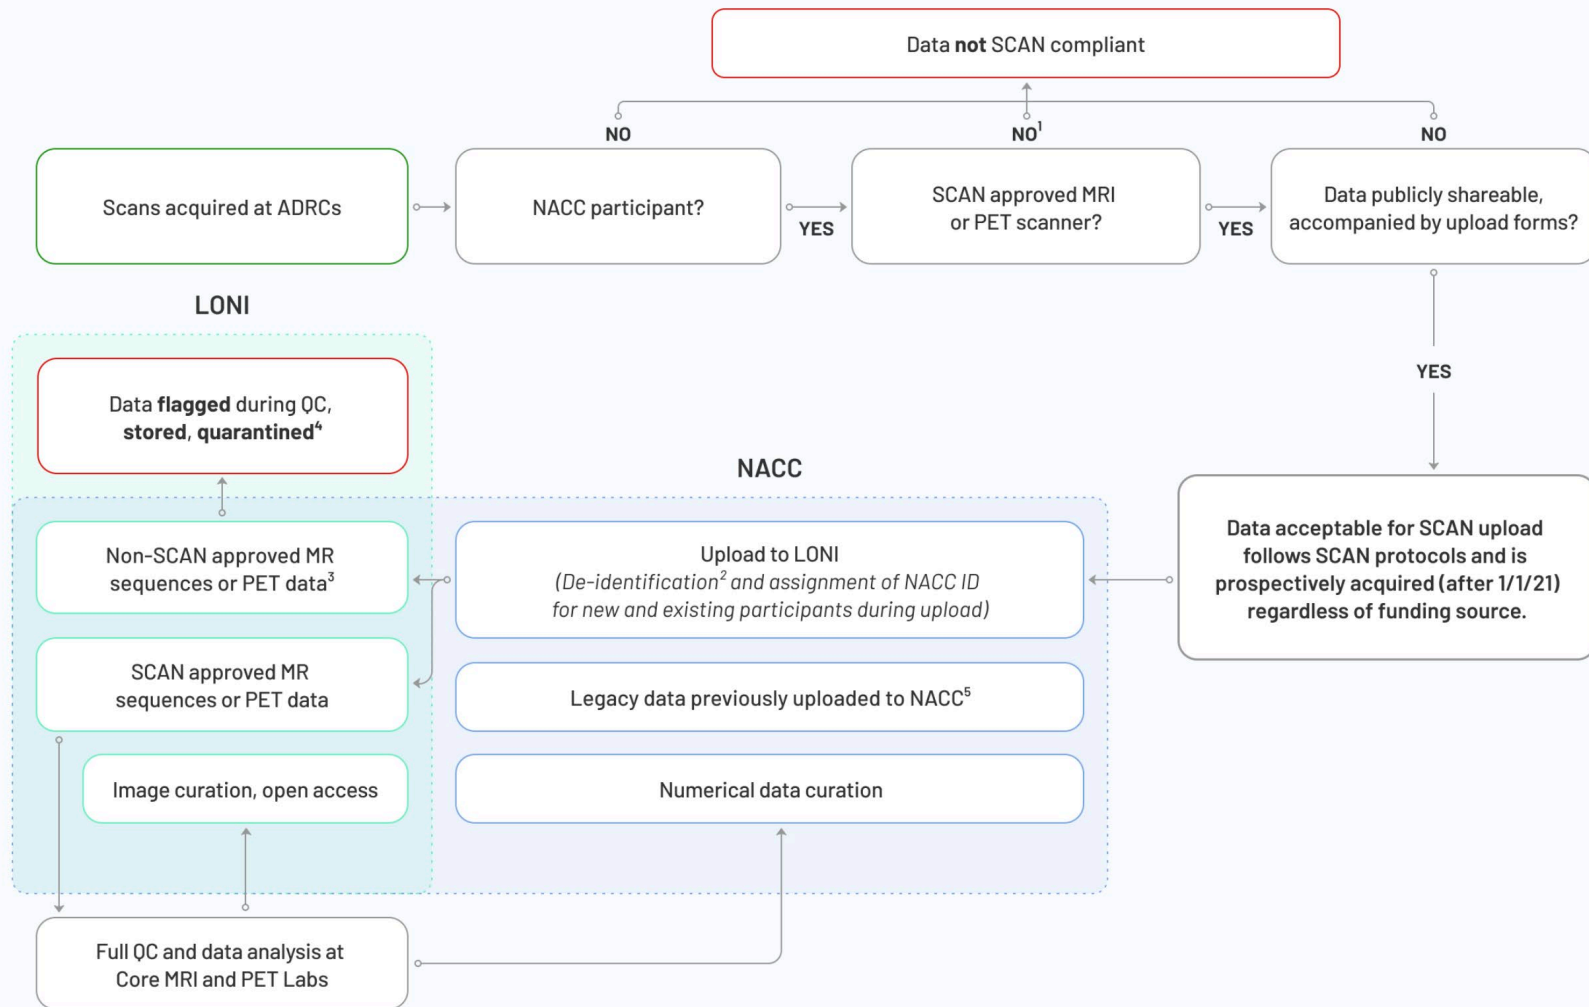 Data not SCAN compliant
NO
NO¹
NO
Scans acquired at ADRCs
NACC participant?
YES
SCAN approved MRI
or PET scanner?
YES
Data publicly shareable,
accompanied by upload forms?
YES
LONI
Data flagged during QC,
stored, quarantined⁴
NACC
Non-SCAN approved MR
sequences or PET data³
Upload to LONI
(De-identification² and assignment of NACC ID
for new and existing participants during upload)
Data acceptable for SCAN upload
follows SCAN protocols and is
prospectively acquired (after 1/1/21)
regardless of funding source.
SCAN approved MR
sequences or PET data
Legacy data previously uploaded to NACC⁵
Image curation, open access
Numerical data curation
Full QC and data analysis at
Core MRI and PET Labs